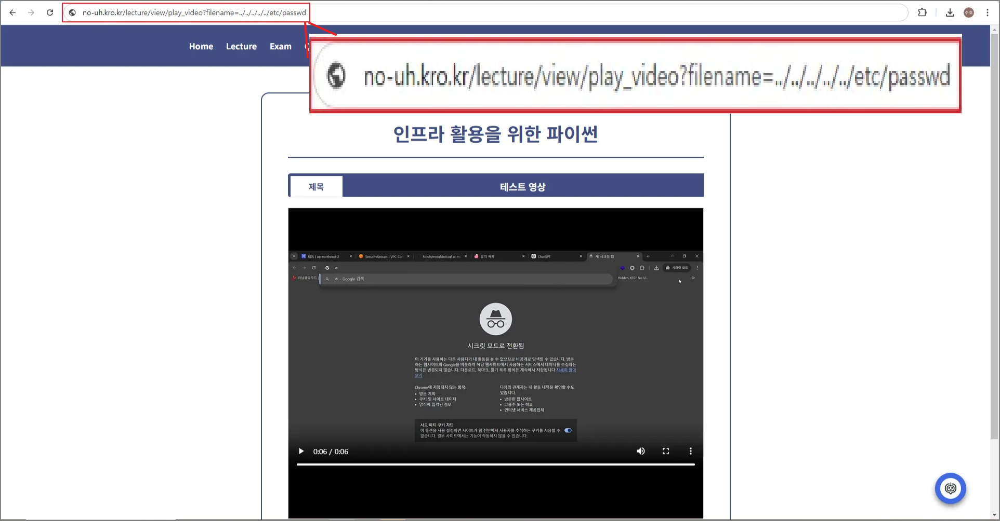 no-uh.kro.kr/lecture/view/play_video?filename=../../../../../etc/passwd
수호
Home Lecture Exam
no-uh.kro.kr/lecture/view/play_video?filename=../../../../../etc/passwd
인프라 활용을 위한 파이썬
제목 테스트 영상
RDS | ap-northeast-2 SecurityGroups | VPC Con Nouh/mysql/init.sql at ma 강의 목록 ChatGPT 새 시크릿 탭
시크릿 모드
- Google 검색
러닝클라우드 Hidden XSS? No U...
시크릿 모드로 전환됨
이 기기를 사용하는 다른 사용자가 내 활동을 볼 수 없으므로 비공개로 탐색할 수 있습니다. 방문
하는 웹사이트와 Google을 비롯하여 해당 웹사이트에서 사용하는 서비스에서 데이터를 수집하는
방식은 변경되지 않습니다. 다운로드, 북마크, 읽기 목록 항목은 계속해서 저장됩니다 자세히 알아
보기
Chrome에 저장되지 않는 항목:
• 방문 기록
• 쿠키 및 사이트 데이터
• 양식에 입력된 정보
다음의 관계자는 내 활동 내역을 확인할 수도
있습니다.
• 방문한 웹사이트
• 고용주 또는 학교
• 인터넷 서비스 제공업체
서드 파티 쿠키 차단
이 옵션을 사용 설정하면 사이트가 웹 전반에서 사용자를 추적하는 쿠키를 사용할 수
없습니다. 일부 사이트에서는 기능이 작동하지 않을 수 있습니다.
0:06 / 0:06